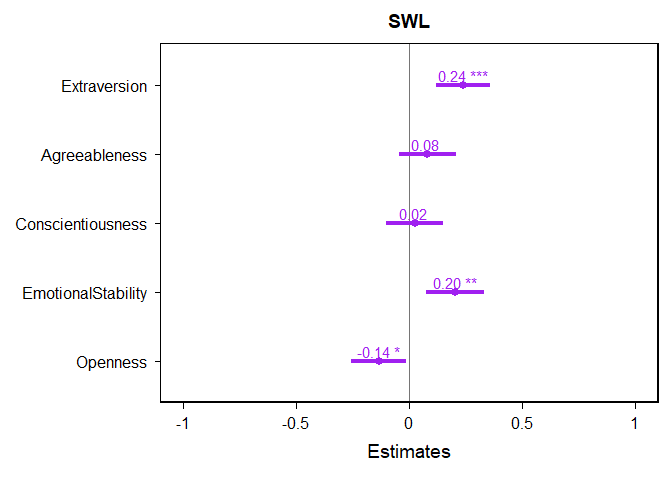 SWL
Extraversion
0.24 ***
Agreeableness
0.08
Conscientiousness
0.02
EmotionalStability
0.20 **
Openness
-0.14 *
-1 -0.5 0 0.5 1
Estimates